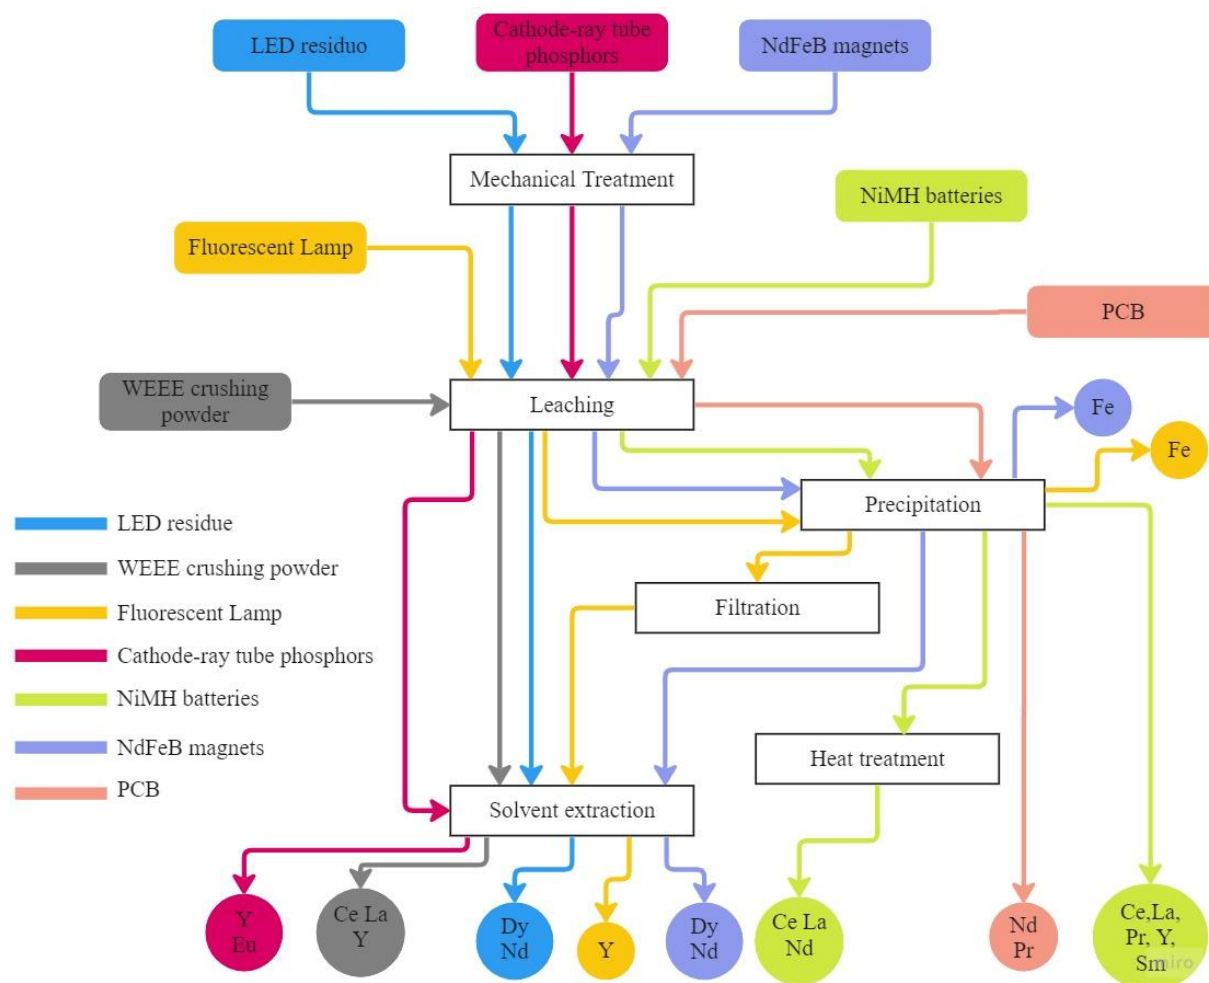 LED residuo
Cathode-ray tube
phosphors
NdFeB magnets
Mechanical Treatment
NiMH batteries
Fluorescent Lamp
PCB
WEEE crushing
powder
Leaching
Fe
Fe
Precipitation
LED residue
WEEE crushing powder
Fluorescent Lamp
Cathode-ray tube phosphors
NiMH batteries
NdFeB magnets
PCB
Filtration
Heat treatment
Solvent extraction
Y
Eu
Ce La
Y
Dy
Nd
Y
Dy
Nd
Ce La
Nd
Nd
Pr
Ce,La,
Pr, Y,
Sm
miro